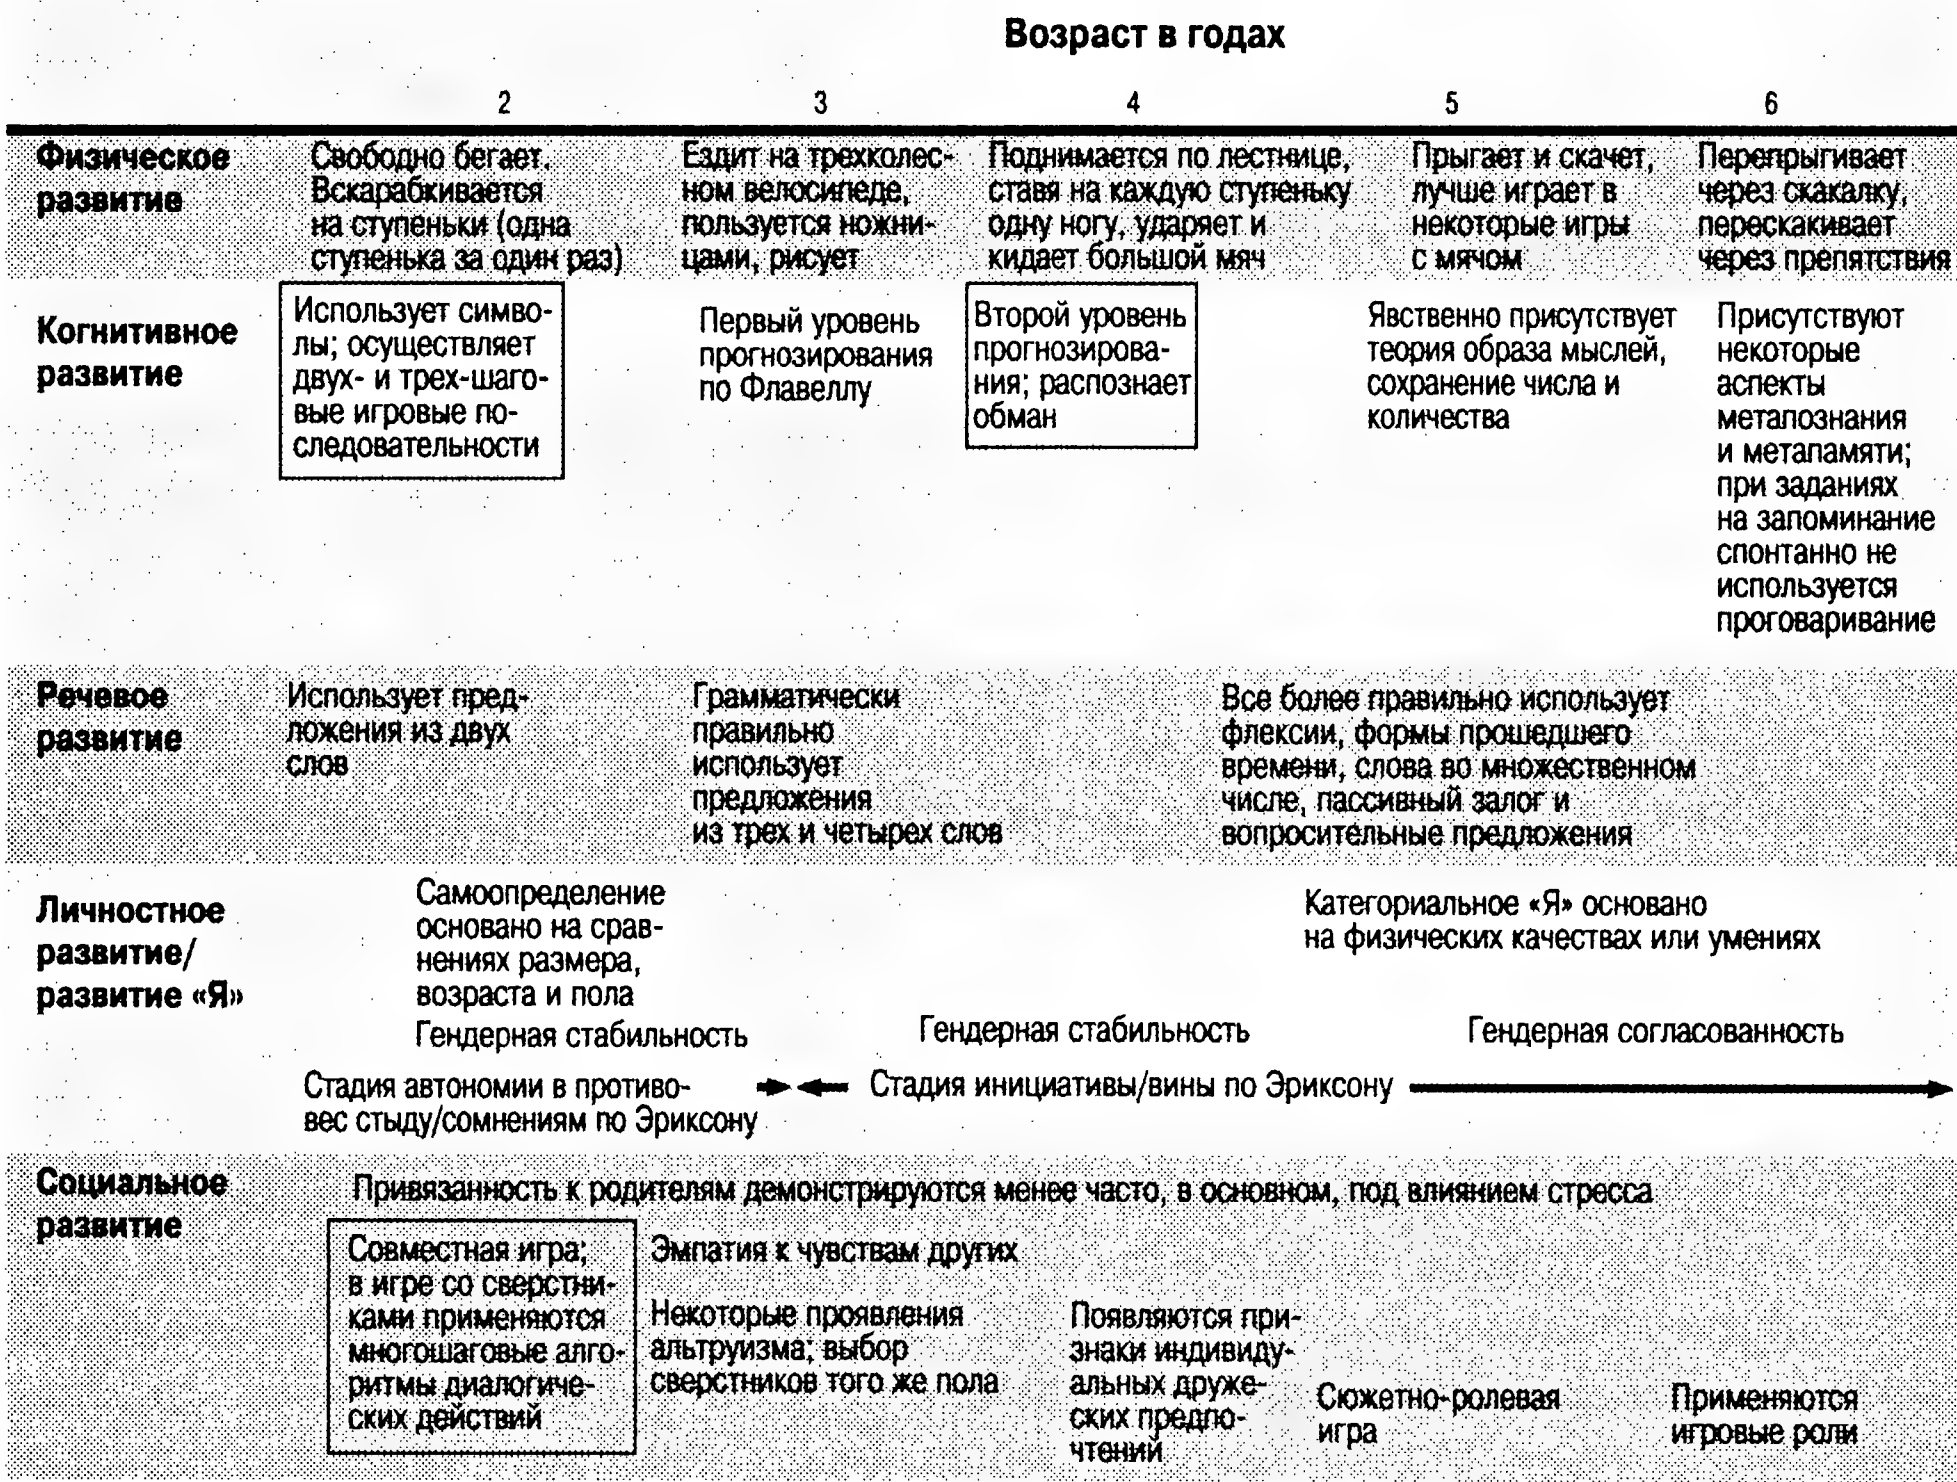 Возраст в годах
2 3 4 5 6
Физическое
развитие
Свободно бегает.
Вскарабкивается
на ступеньки (одна
ступенька за один раз)
Ездит на трехколес-
ном велосипеде,
пользуется ножни-
цами, рисует
Поднимается по лестнице,
ставя на каждую ступеньку
одну ногу, ударяет и
кидает большой мяч
Прыгает и скачет,
лучше играет в
некоторые игры
с мячом
Перепрыгивает
через скакалку,
перескакивает
через препятствия
Когнитивное
развитие
Использует симво-
лы; осуществляет
двух- и трех-шаго-
вые игровые по-
следовательности
Первый уровень
прогнозирования
по Флавеллу
Второй уровень
прогнозирова-
ния; распознает
обман
Явственно присутствует
теория образа мыслей,
сохранение числа и
количества
Присутствуют
некоторые
аспекты
метапознания
и метапамяти;
при заданиях
на запоминание
спонтанно не
используется
проговаривание
Речевое
развитие
Использует пред-
ложения из двух
слов
Грамматически
правильно
использует
предложения
из трех и четырех слов
Все более правильно использует
флексии, формы прошедшего
времени, слова во множественном
числе, пассивный залог и
вопросительные предложения
Личностное
развитие/
развитие «Я»
Самоопределение
основано на срав-
нениях размера,
возраста и пола
Категориальное «Я» основано
на физических качествах или умениях
Гендерная стабильность
Гендерная стабильность
Гендерная согласованность
Стадия автономии в противо-
вес стыду/сомнениям по Эриксону
Стадия инициативы/вины по Эриксону
Социальное
развитие
Привязанность к родителям демонстрируются менее часто, в основном, под влиянием стресса
Совместная игра;
в игре со сверстни-
ками применяются
многошаговые алго-
ритмы диалогиче-
ских действий
Эмпатия к чувствам других
Некоторые проявления
альтруизма; выбор
сверстников того же пола
Появляются при-
знаки индивиду-
альных друже-
ских предпо-
чтений
Сюжетно-ролевая
игра
Применяются
игровые роли